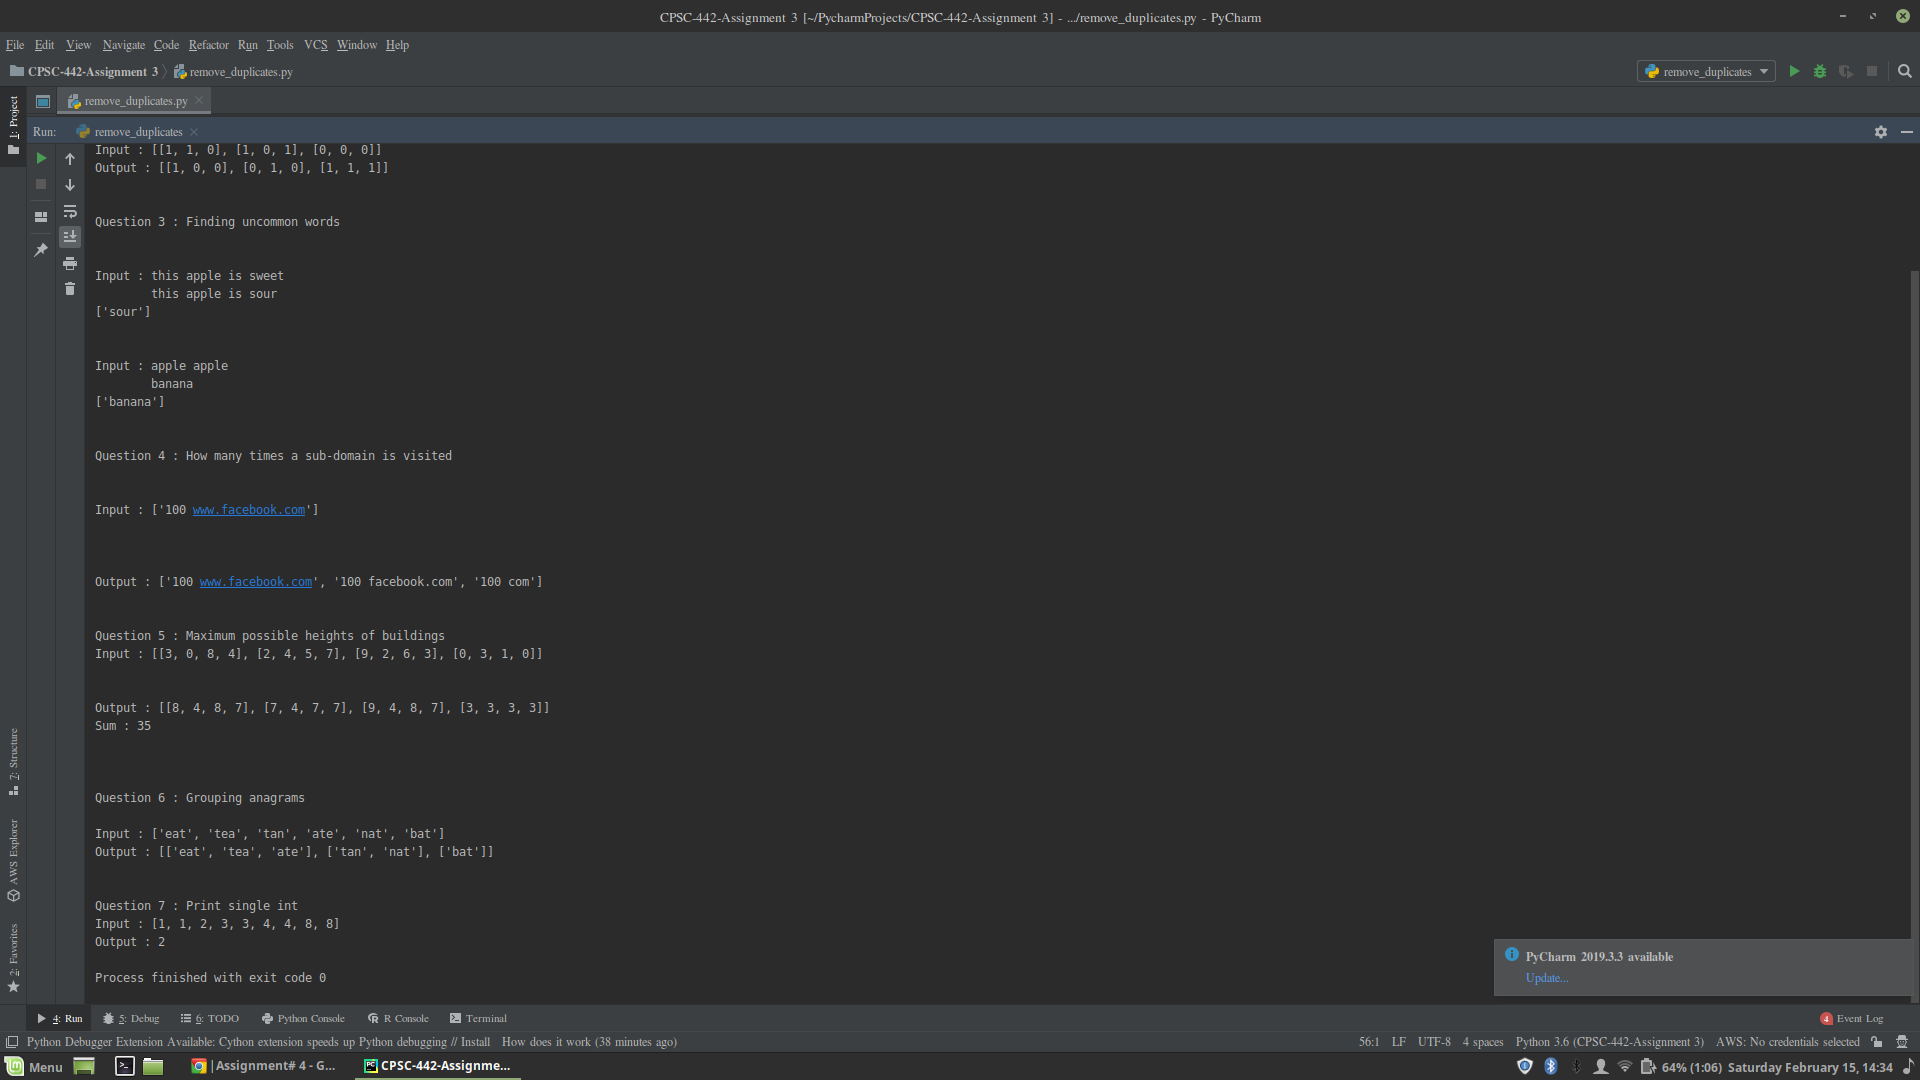 CPSC-442-Assignment 3 [~/PycharmProjects/CPSC-442-Assignment 3] - .../remove_duplicates.py - PyCharm
File Edit View Navigate Code Refactor Run Tools VCS Window Help
CPSC-442-Assignment 3 remove_duplicates.py remove_duplicates
1: Project
remove_duplicates.py
Run: remove_duplicates
Input : [[1, 1, 0], [1, 0, 1], [0, 0, 0]]
Output : [[1, 0, 0], [0, 1, 0], [1, 1, 1]]
Question 3 : Finding uncommon words
Input : this apple is sweet
this apple is sour
['sour']
Input : apple apple
banana
['banana']
Question 4 : How many times a sub-domain is visited
Input : ['100 www.facebook.com']
Output : ['100 www.facebook.com', '100 facebook.com', '100 com']
Question 5 : Maximum possible heights of buildings
Input : [[3, 0, 8, 4], [2, 4, 5, 7], [9, 2, 6, 3], [0, 3, 1, 0]]
Output : [[8, 4, 8, 7], [7, 4, 7, 7], [9, 4, 8, 7], [3, 3, 3, 3]]
Sum : 35
Question 6 : Grouping anagrams
Input : ['eat', 'tea', 'tan', 'ate', 'nat', 'bat']
Output : [['eat', 'tea', 'ate'], ['tan', 'nat'], ['bat']]
Question 7 : Print single int
Input : [1, 1, 2, 3, 3, 4, 4, 8, 8]
Output : 2
Process finished with exit code 0
7: Structure
AWS Explorer
2: Favorites
PyCharm 2019.3.3 available
Update...
4: Run 5: Debug 6: TODO Python Console R Console Terminal 4 Event Log
Python Debugger Extension Available: Cython extension speeds up Python debugging // Install How does it work (38 minutes ago) 56:1 LF UTF-8 4 spaces Python 3.6 (CPSC-442-Assignment 3) AWS: No credentials selected
Menu |Assignment# 4 - G... CPSC-442-Assignme... 64% (1:06) Saturday February 15, 14:34